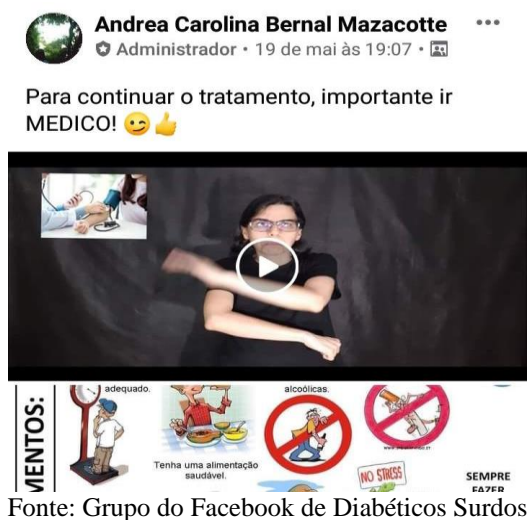 Andrea Carolina Bernal Mazacotte
Administrador • 19 de mai às 19:07 •
Para continuar o tratamento, importante ir
MEDICO! 😉👍
MENTOS:
adequado.
alcoólicas.
Tenha uma alimentação
saudável.
NO STRESS
SEMPRE
FAZER
Fonte: Grupo do Facebook de Diabéticos Surdos